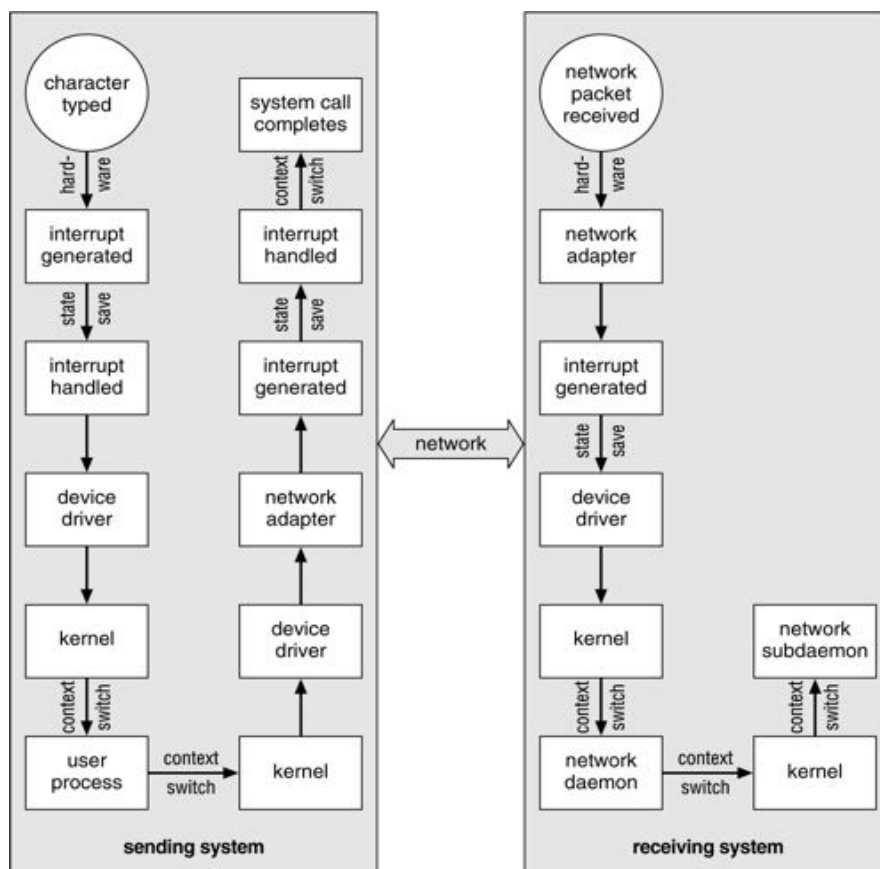 character
typed
hard-
ware
interrupt
generated
state
save
interrupt
handled
device
driver
kernel
context
switch
user
process
context
switch
kernel
device
driver
network
adapter
interrupt
generated
state
save
interrupt
handled
context
switch
system call
completes
sending system
network
network
packet
received
hard-
ware
network
adapter
interrupt
generated
state
save
device
driver
kernel
context
switch
network
daemon
context
switch
kernel
context
switch
network
subdaemon
receiving system